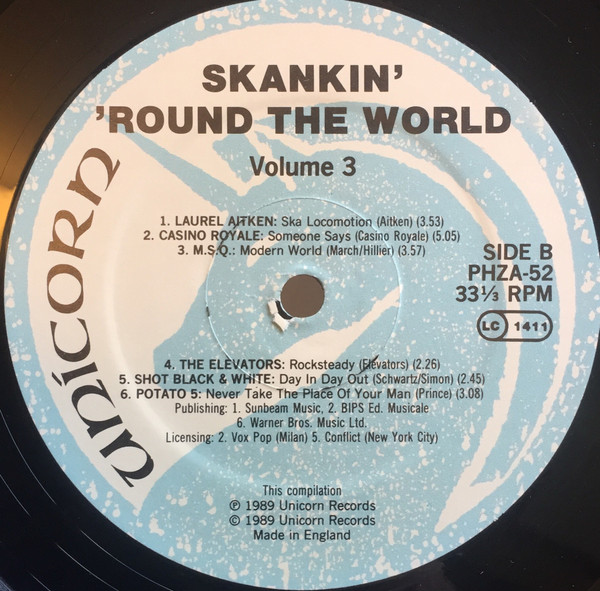 SKANKIN'
'ROUND THE WORLD
Volume 3
unicorn
1. LAUREL AITKEN: Ska Locomotion (Aitken) (3.53)
2. CASINO ROYALE: Someone Says (Casino Royale) (5.05)
3. M.S.Q.: Modern World (March/Hillier) (3.57)
SIDE B
PHZA-52
33⅓ RPM
LC 1411
4. THE ELEVATORS: Rocksteady (Elevators) (2.26)
5. SHOT BLACK & WHITE: Day In Day Out (Schwartz/Simon) (2.45)
6. POTATO 5: Never Take The Place Of Your Man (Prince) (3.08)
Publishing: 1. Sunbeam Music, 2. BIPS Ed. Musicale
6. Warner Bros. Music Ltd.
Licensing: 2. Vox Pop (Milan) 5. Conflict (New York City)
This compilation
℗ 1989 Unicorn Records
© 1989 Unicorn Records
Made in England